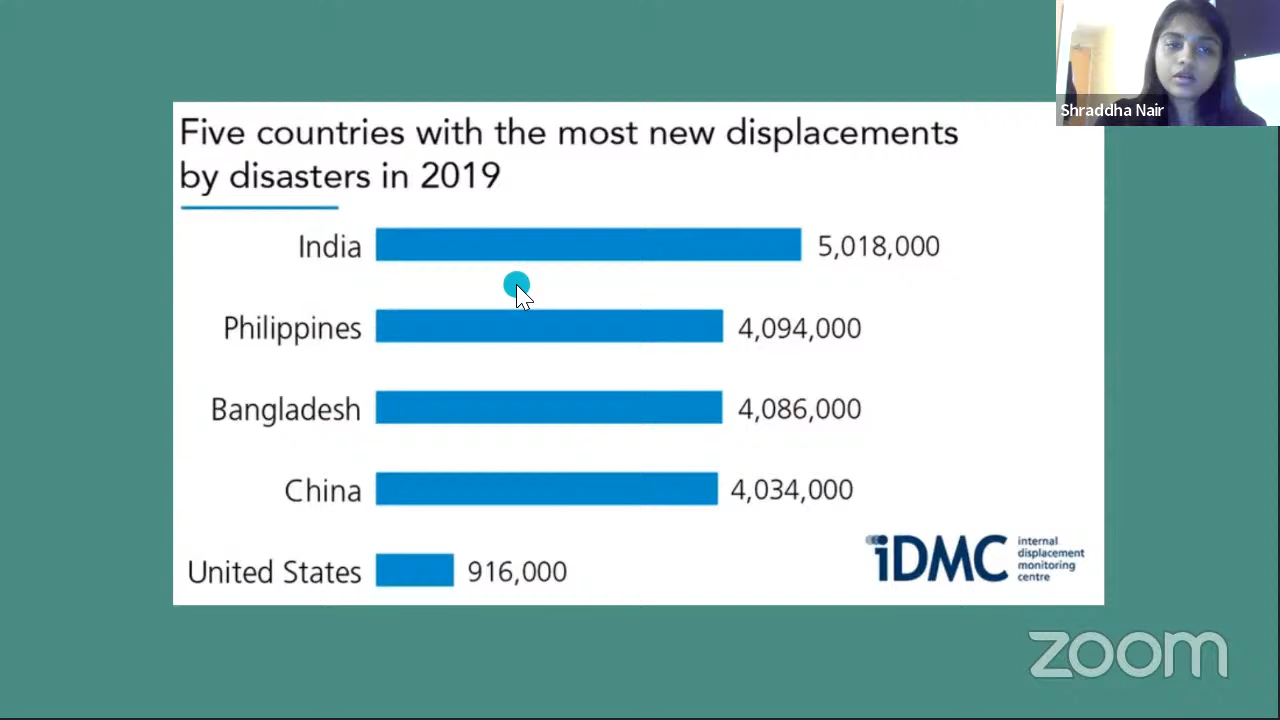 Shraddha Nair
Five countries with the most new displacements
by disasters in 2019
India 5,018,000
Philippines 4,094,000
Bangladesh 4,086,000
China 4,034,000
United States 916,000
iDMC
internal
displacement
monitoring
centre
zoom